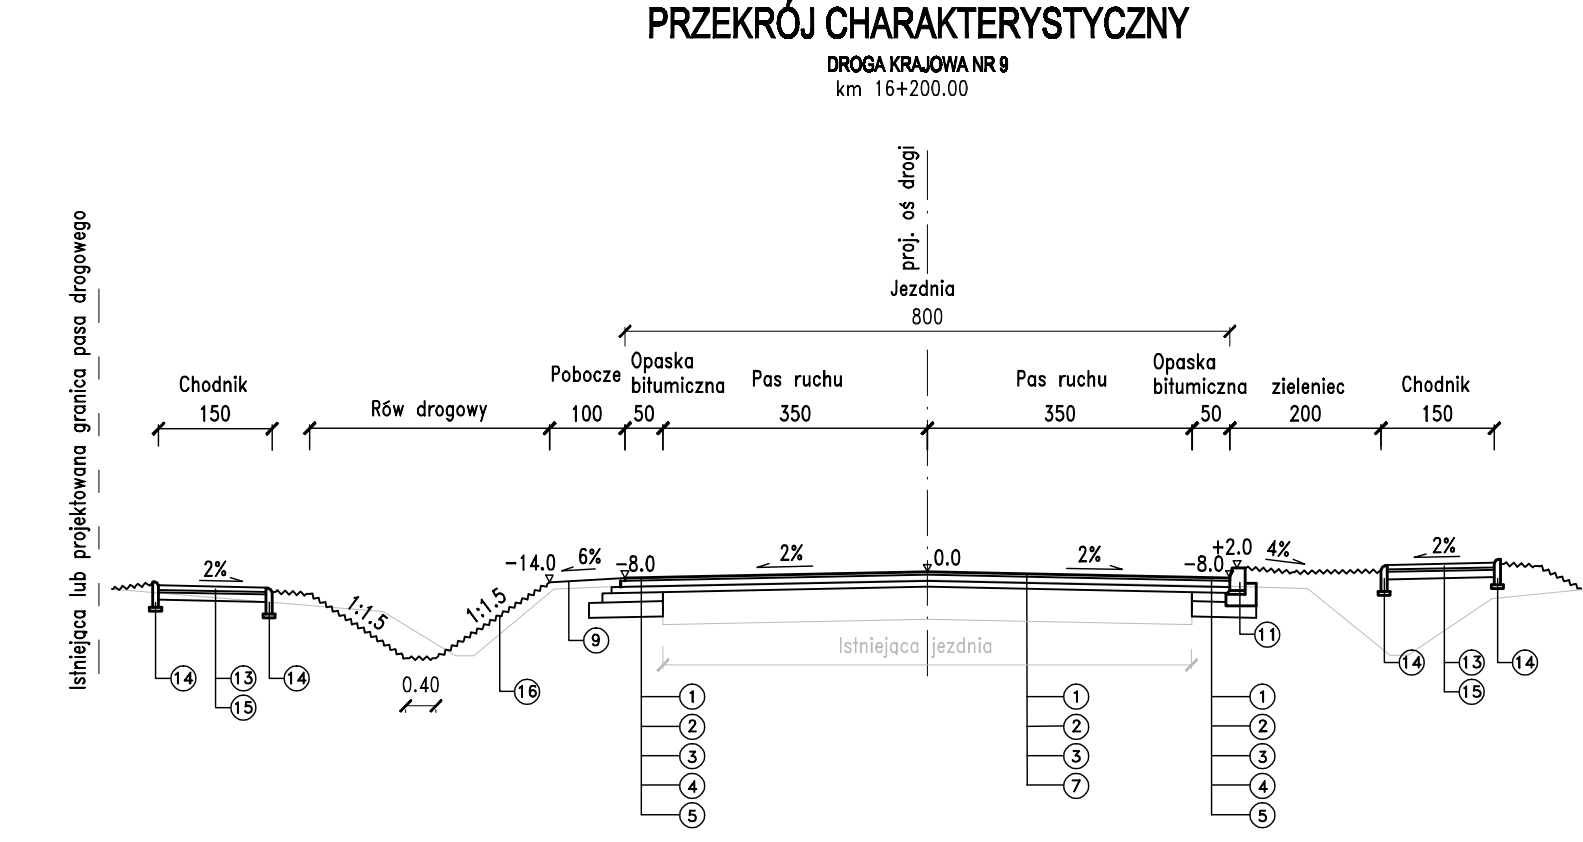 PRZEKRÓJ CHARAKTERYSTYCZNY
DROGA KRAJOWA NR 9
km 16+200.00
Istniejąca lub projektowana granica pasa drogowego
proj. oś drogi
Jezdnia
800
Chodnik
150
Rów drogowy
Pobocze
100
Opaska
bitumiczna
50
Pas ruchu
350
Pas ruchu
350
Opaska
bitumiczna
50
zieleniec
200
Chodnik
150
2%
1:1.5
1:1.5
-14.0
6%
-8.0
2%
0.0
2%
-8.0
+2.0
4%
2%
Istniejąca jezdnia
0.40
14
13
15
14
16
9
1
2
3
4
5
1
2
3
7
11
1
2
3
4
5
14
13
15
14